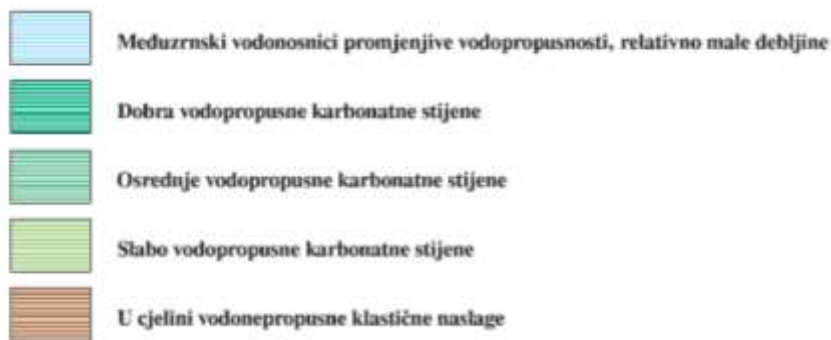 Međuzrnski vodonosnici promjenjive vodopropusnosti, relativno male debljine
Dobra vodopropusne karbonatne stijene
Osrednje vodopropusne karbonatne stijene
Slabo vodopropusne karbonatne stijene
U cjelini vodonepropusne klastične naslage